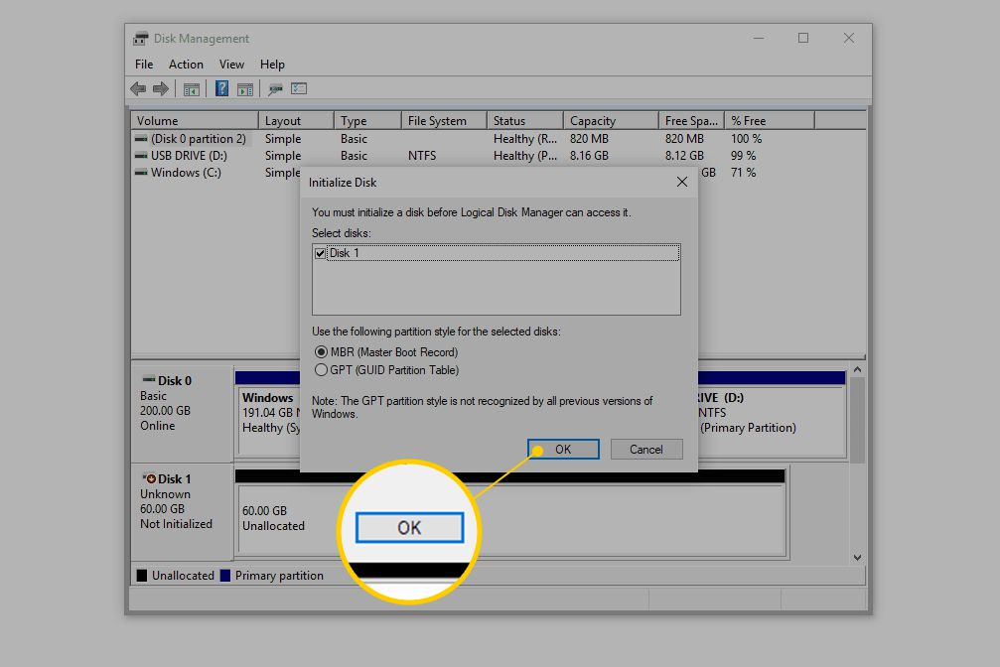 Disk Management
File Action View Help
Volume Layout Type File System Status Capacity Free Spa... % Free
(Disk 0 partition 2) Simple Basic Healthy (R... 820 MB 820 MB 100 %
USB DRIVE (D:) Simple Basic NTFS Healthy (P... 8.16 GB 8.12 GB 99 %
Windows (C:) Simple GB 71 %
Initialize Disk
You must initialize a disk before Logical Disk Manager can access it.
Select disks:
Disk 1
Use the following partition style for the selected disks:
MBR (Master Boot Record)
GPT (GUID Partition Table)
Note: The GPT partition style is not recognized by all previous versions of
Windows.
OK Cancel
Disk 0
Basic
200.00 GB
Online
Windows
191.04 GB
Healthy (Sy
RIVE (D:)
NTFS
(Primary Partition)
Disk 1
Unknown
60.00 GB
Not Initialized
60.00 GB
Unallocated
OK
Unallocated Primary partition